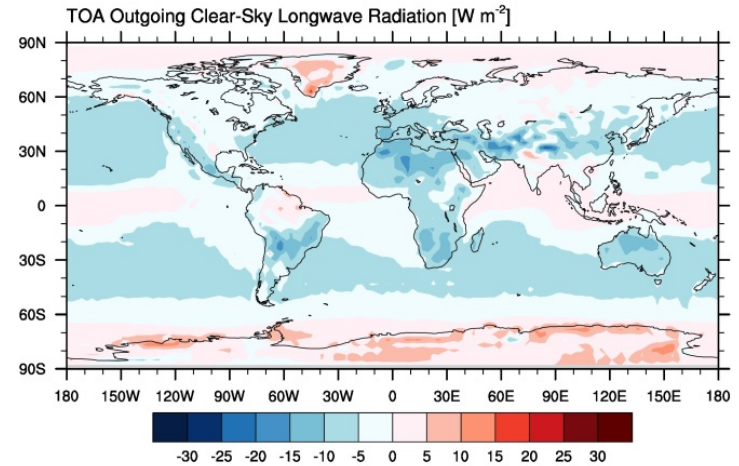 TOA Outgoing Clear-Sky Longwave Radiation [W m⁻²]
90N
60N
30N
0
30S
60S
90S
180 150W 120W 90W 60W 30W 0 30E 60E 90E 120E 150E 180
-30 -25 -20 -15 -10 -5 0 5 10 15 20 25 30